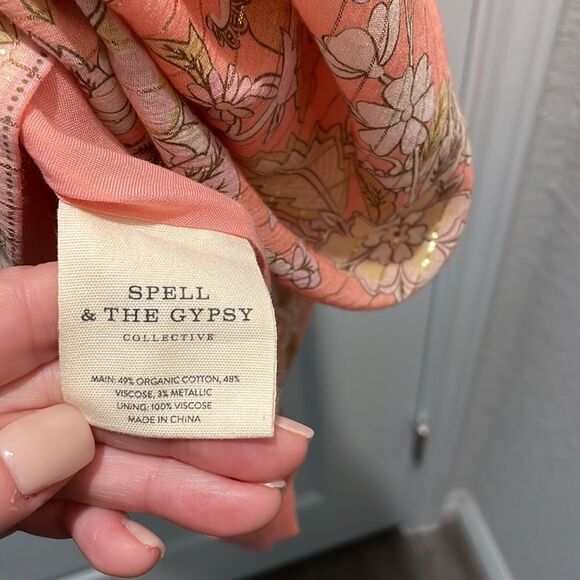 SPELL
& THE GYPSY
COLLECTIVE
MAIN: 49% ORGANIC COTTON, 48%
VISCOSE, 3% METALLIC
LINING: 100% VISCOSE
MADE IN CHINA